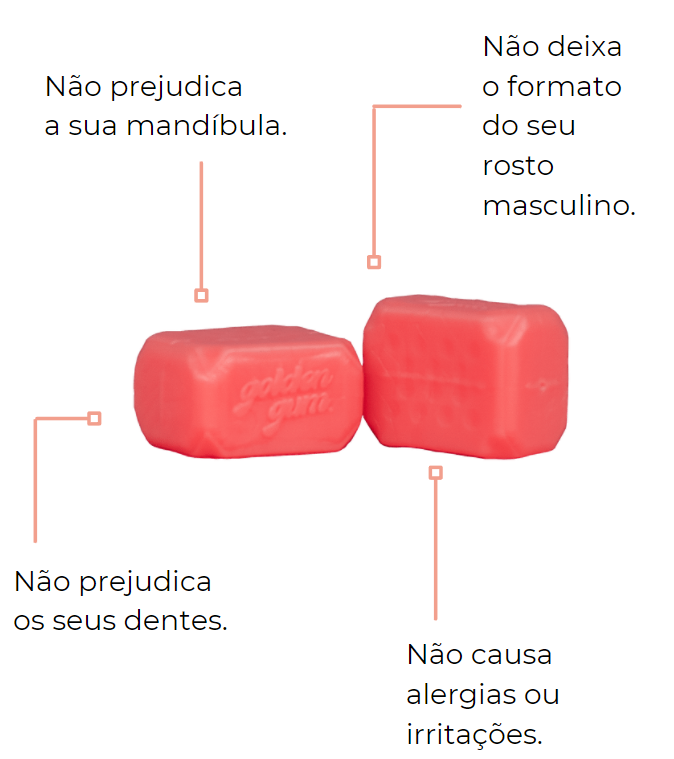 Não deixa
o formato
do seu
rosto
masculino.
Não prejudica
a sua mandíbula.
golden
gum.
Não prejudica
os seus dentes.
Não causa
alergias ou
irritações.